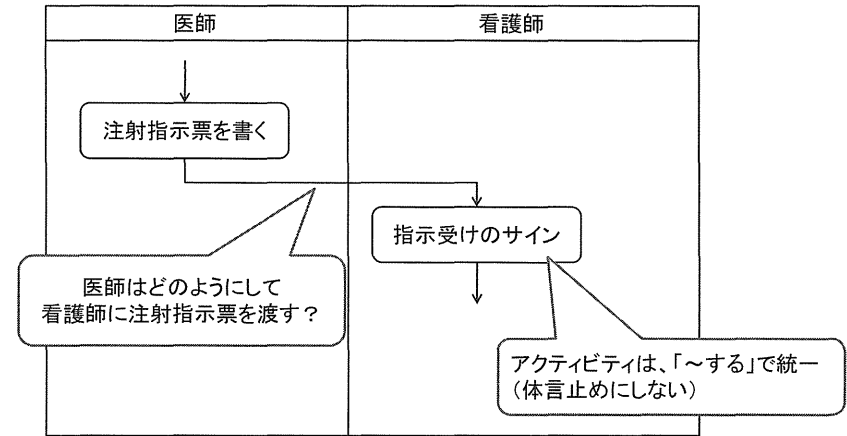 医師
看護師
注射指示票を書く
指示受けのサイン
医師はどのようにして
看護師に注射指示票を渡す？
アクティビティは、「～する」で統一
（体言止めにしない）